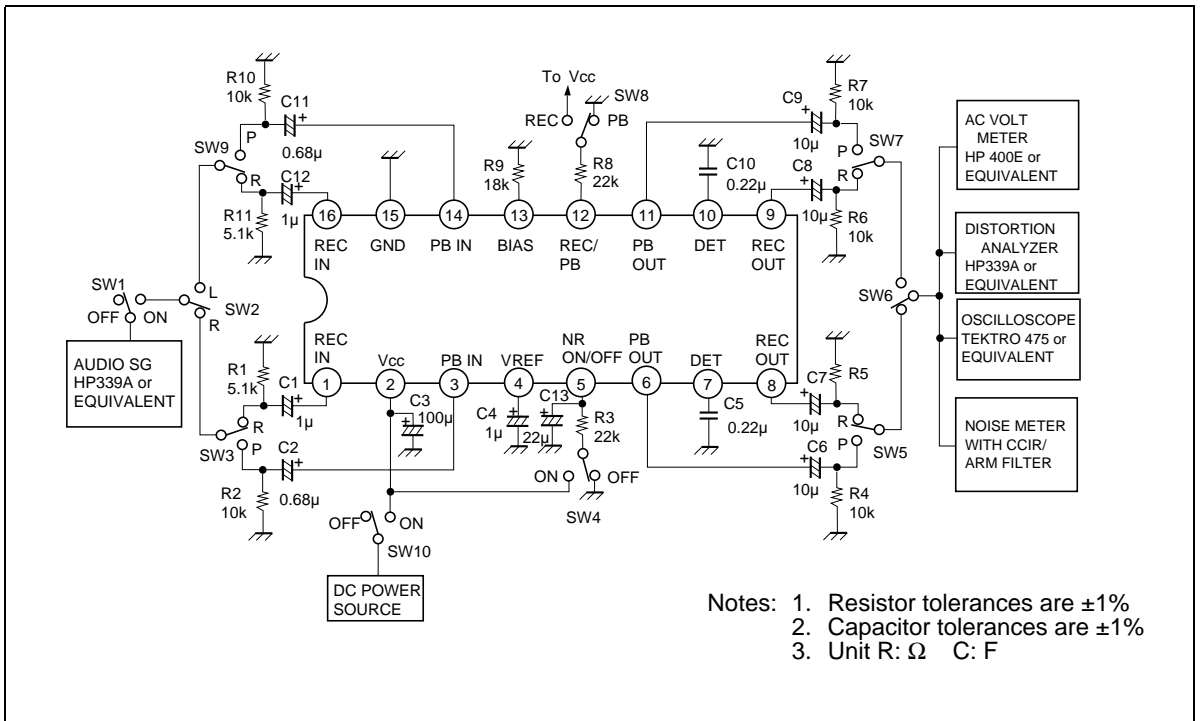 R10
10k
C11
+
0.68µ
SW9
P
R
C12
+
1µ
R11
5.1k
To Vcc
REC
PB
SW8
R9
18k
R8
22k
C10
0.22µ
C9
+
10µ
R7
10k
SW7
P
R
C8
+
10µ
R6
10k
16
15
14
13
12
11
10
9
REC
IN
GND
PB IN
BIAS
REC/
PB
PB
OUT
DET
REC
OUT
AC VOLT
METER
HP 400E or
EQUIVALENT
DISTORTION
ANALYZER
HP339A or
EQUIVALENT
OSCILLOSCOPE
TEKTRO 475 or
EQUIVALENT
NOISE METER
WITH CCIR/
ARM FILTER
SW1
OFF
ON
L
SW2
R
SW6
AUDIO SG
HP339A or
EQUIVALENT
REC
IN
Vcc
PB IN
VREF
NR
ON/OFF
PB
OUT
DET
REC
OUT
1
2
3
4
5
6
7
8
R1
5.1k
C1
+
1µ
R
P
SW3
C2
+
0.68µ
R2
10k
C3
+
100µ
C4
+
1µ
C13
+
22µ
R3
22k
ON
OFF
SW4
C5
0.22µ
C7
+
10µ
R5
R
P
SW5
C6
+
10µ
R4
10k
OFF
ON
SW10
DC POWER
SOURCE
Notes: 1. Resistor tolerances are ±1%
2. Capacitor tolerances are ±1%
3. Unit R: Ω C: F